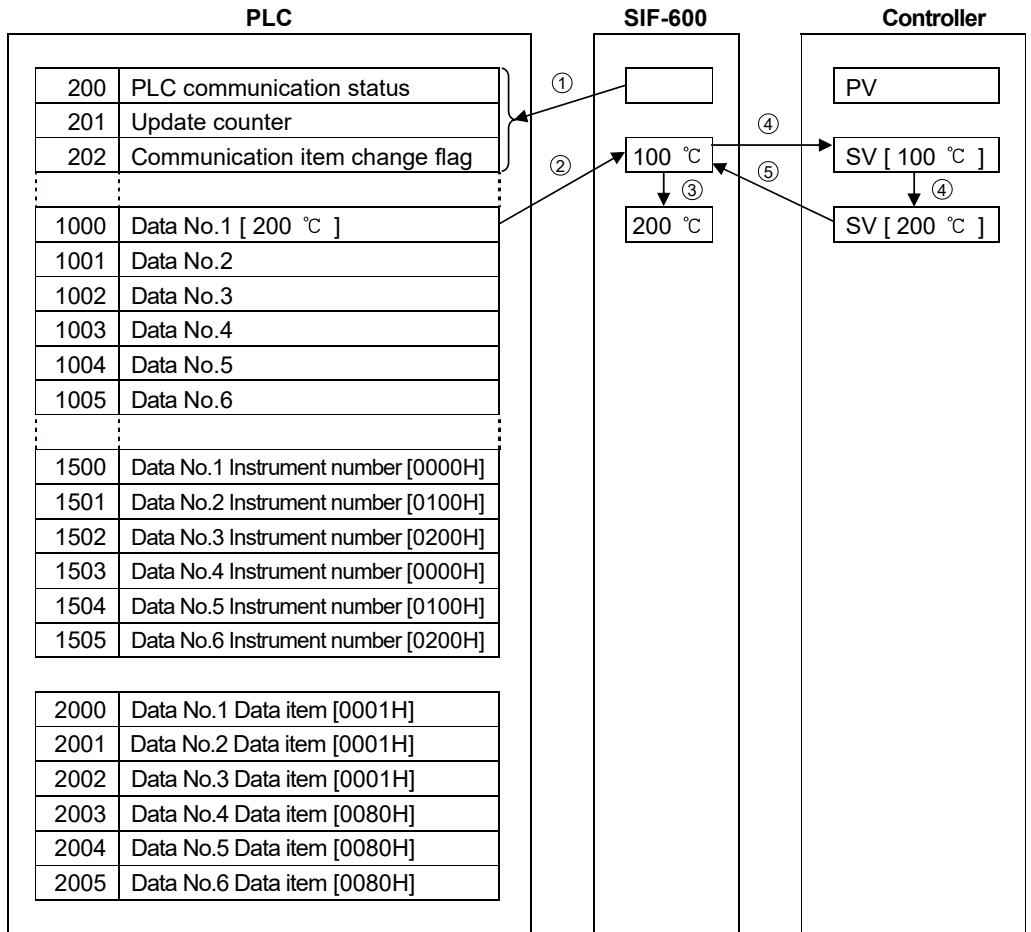 PLC SIF-600 Controller
200 PLC communication status ① PV
201 Update counter ④
202 Communication item change flag ② 100 ℃ SV [ 100 ℃ ]
③ ⑤ ④
1000 Data No.1 [ 200 ℃ ] 200 ℃ SV [ 200 ℃ ]
1001 Data No.2
1002 Data No.3
1003 Data No.4
1004 Data No.5
1005 Data No.6
1500 Data No.1 Instrument number [0000H]
1501 Data No.2 Instrument number [0100H]
1502 Data No.3 Instrument number [0200H]
1503 Data No.4 Instrument number [0000H]
1504 Data No.5 Instrument number [0100H]
1505 Data No.6 Instrument number [0200H]
2000 Data No.1 Data item [0001H]
2001 Data No.2 Data item [0001H]
2002 Data No.3 Data item [0001H]
2003 Data No.4 Data item [0080H]
2004 Data No.5 Data item [0080H]
2005 Data No.6 Data item [0080H]